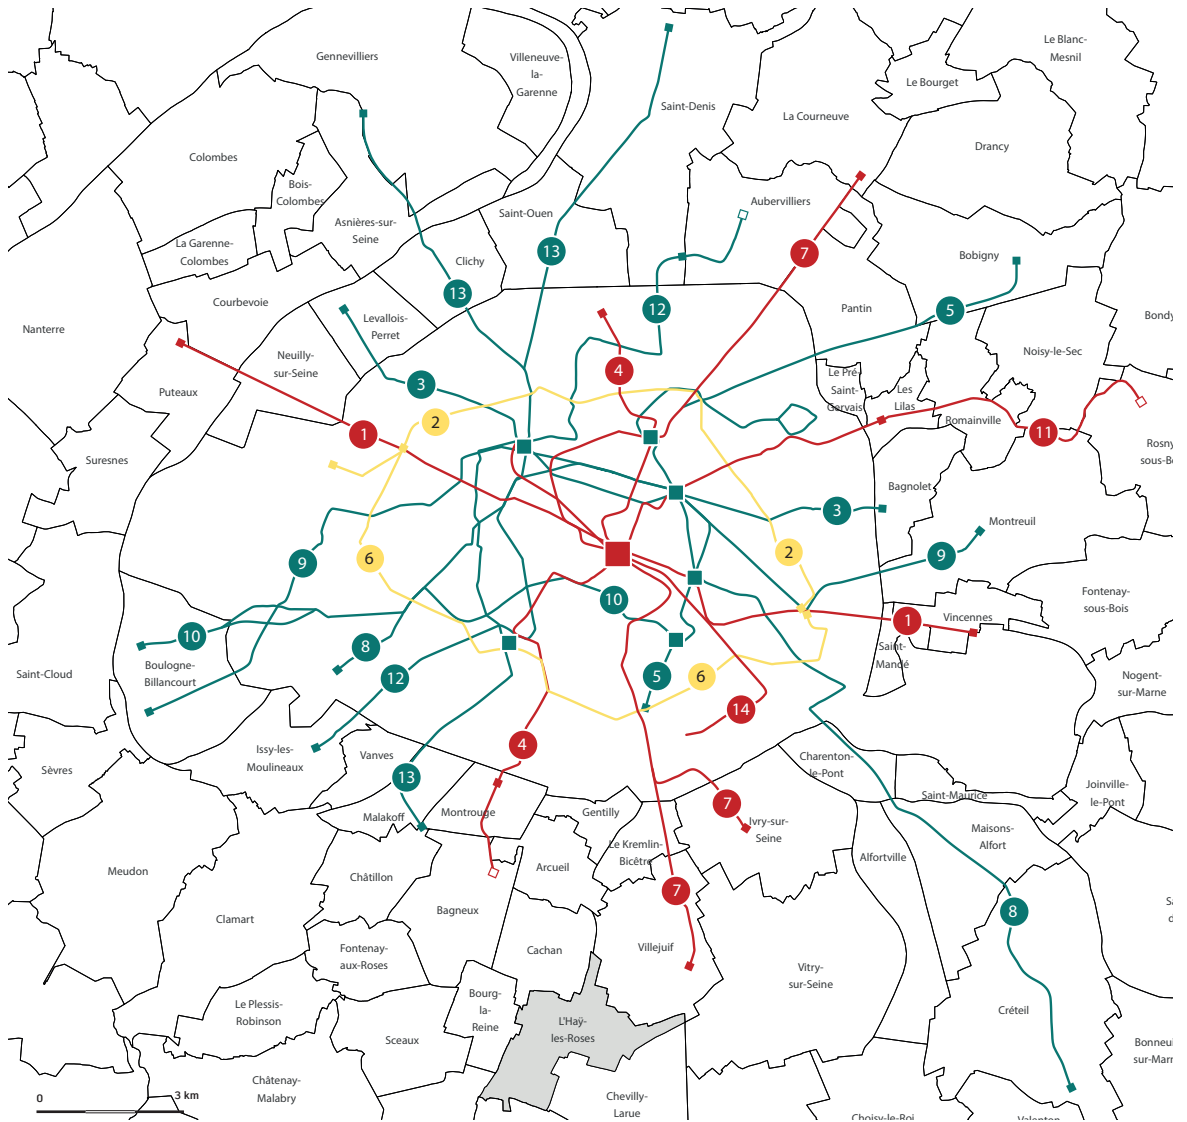 Gennevilliers
Villeneuve-
la-
Garenne
Le Blanc-
Mesnil
Le Bourget
Saint-Denis
La Courneuve
Drancy
Colombes
Bois-
Colombes
Asnières-sur-
Seine
Saint-Ouen
Aubervilliers
La Garenne-
Colombes
Clichy
13
7
Bobigny
13
12
5
Courbevoie
Levallois-
Perret
Pantin
Bondy
Nanterre
Neuilly-
sur-Seine
Noisy-le-Sec
Puteaux
3
4
Le Pré-
Saint-
Gervais
Les
Lilas
2
1
Romainville
11
Rosny
Suresnes
Bagnolet
3
Montreuil
9
6
2
9
10
Fontenay-
sous-Bois
10
1
Vincennes
8
Saint-
Mandé
Boulogne-
Billancourt
Saint-Cloud
12
5
6
Nogent-
sur-Marne
14
4
Issy-les-
Moulineaux
Vanves
Charenton-
le-Pont
Sèvres
13
Joinville-
le-Pont
Saint-Maurice
7
Malakoff
Montrouge
Gentilly
Ivry-sur-
Seine
Maisons-
Alfort
Le Kremlin-
Bicêtre
Alfortville
Meudon
Châtillon
Arcueil
7
8
Clamart
Bagneux
Cachan
Villejuif
Fontenay-
aux-Roses
Vitry-
sur-Seine
Le Plessis-
Robinson
Bourg-
la-
Reine
L'Haÿ-
les-Roses
Créteil
Sceaux
sur-Marn
Châtenay-
Malabry
Chevilly-
Larue
Choisy-le-Roi
Valenton
0
3 km